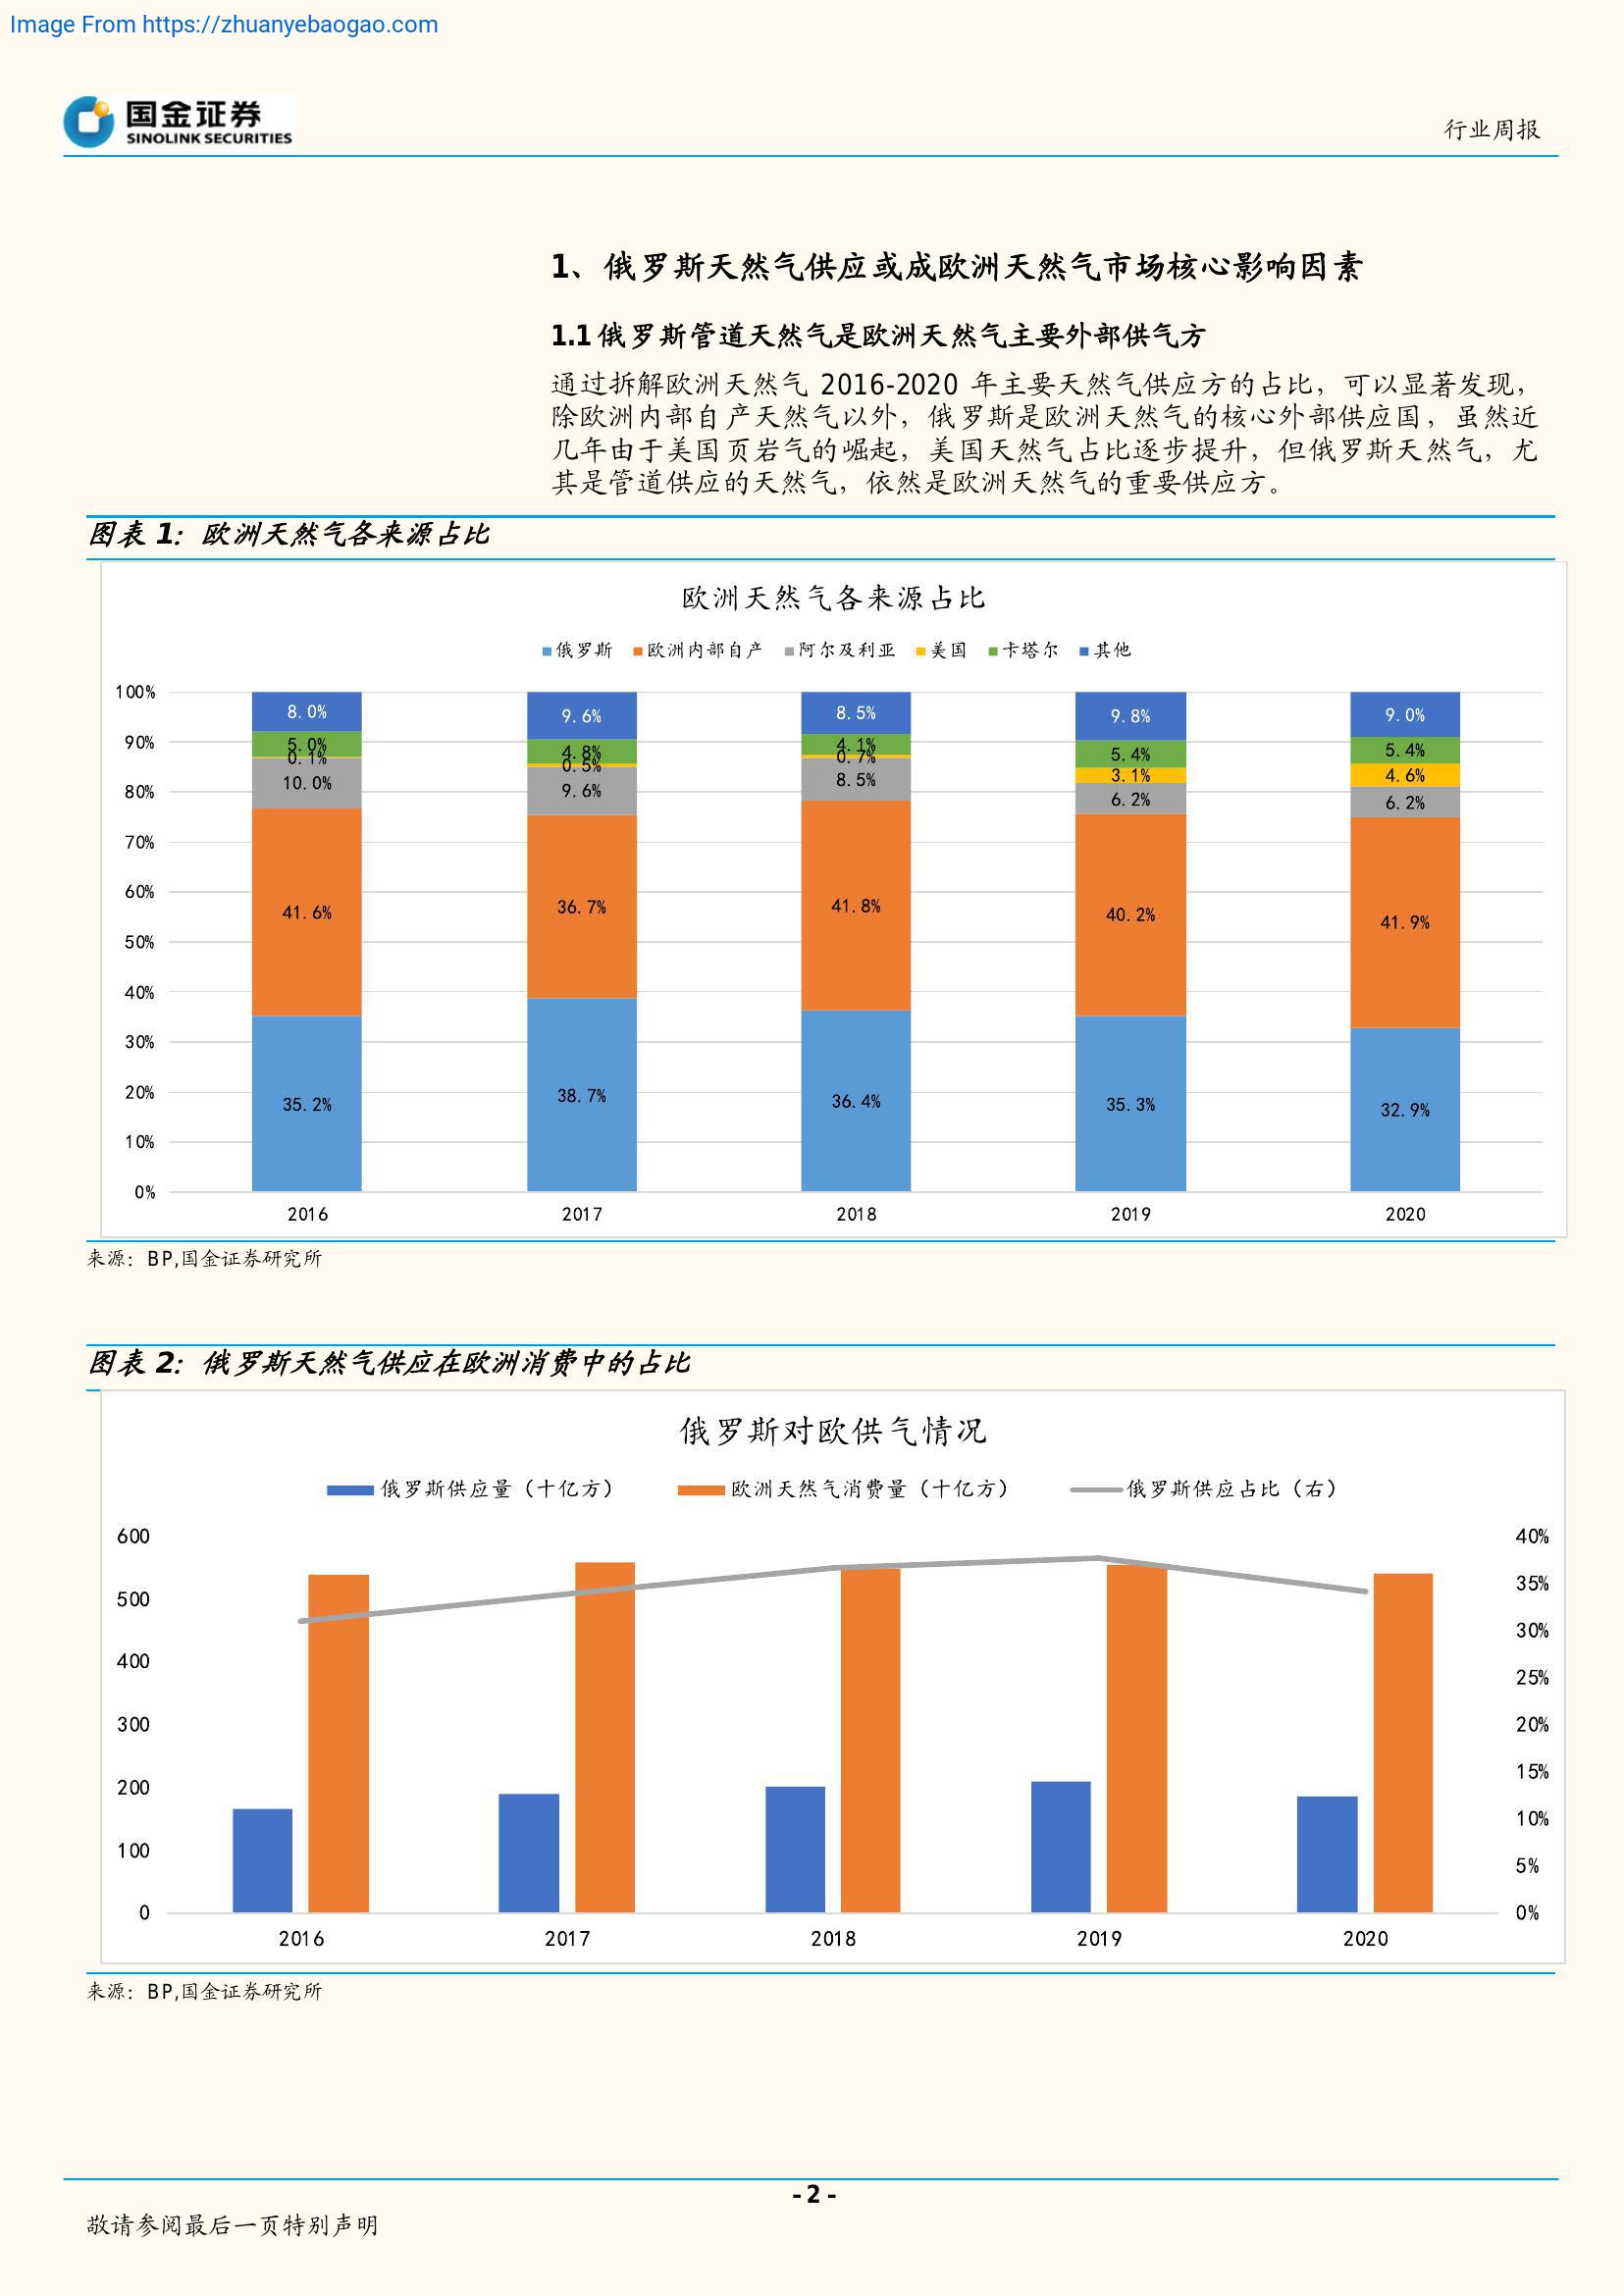 Image From https://zhuanyebaogao.com
国金证券
SINOLINK SECURITIES
行业周报
1、俄罗斯天然气供应或成欧洲天然气市场核心影响因素
1.1 俄罗斯管道天然气是欧洲天然气主要外部供气方
通过拆解欧洲天然气 2016-2020 年主要天然气供应方的占比，可以显著发现，
除欧洲内部自产天然气以外，俄罗斯是欧洲天然气的核心外部供应国，虽然近
几年由于美国页岩气的崛起，美国天然气占比逐步提升，但俄罗斯天然气，尤
其是管道供应的天然气，依然是欧洲天然气的重要供应方。
图表 1：欧洲天然气各来源占比
欧洲天然气各来源占比
俄罗斯 欧洲内部自产 阿尔及利亚 美国 卡塔尔 其他
100%
8.0% 9.6% 8.5% 9.8% 9.0%
90%
5.0% 4.8% 4.1% 5.4% 5.4%
0.1% 0.5% 0.7% 3.1% 4.6%
10.0% 9.6% 8.5% 6.2% 6.2%
80%
70%
60%
41.6% 36.7% 41.8% 40.2% 41.9%
50%
40%
30%
20%
35.2% 38.7% 36.4% 35.3% 32.9%
10%
0%
2016 2017 2018 2019 2020
来源：BP,国金证券研究所
图表 2：俄罗斯天然气供应在欧洲消费中的占比
俄罗斯对欧供气情况
俄罗斯供应量（十亿方） 欧洲天然气消费量（十亿方） 俄罗斯供应占比（右）
600 40%
500 35%
400 30%
25%
300 20%
200 15%
10%
100 5%
0 0%
2016 2017 2018 2019 2020
来源：BP,国金证券研究所
- 2 -
敬请参阅最后一页特别声明